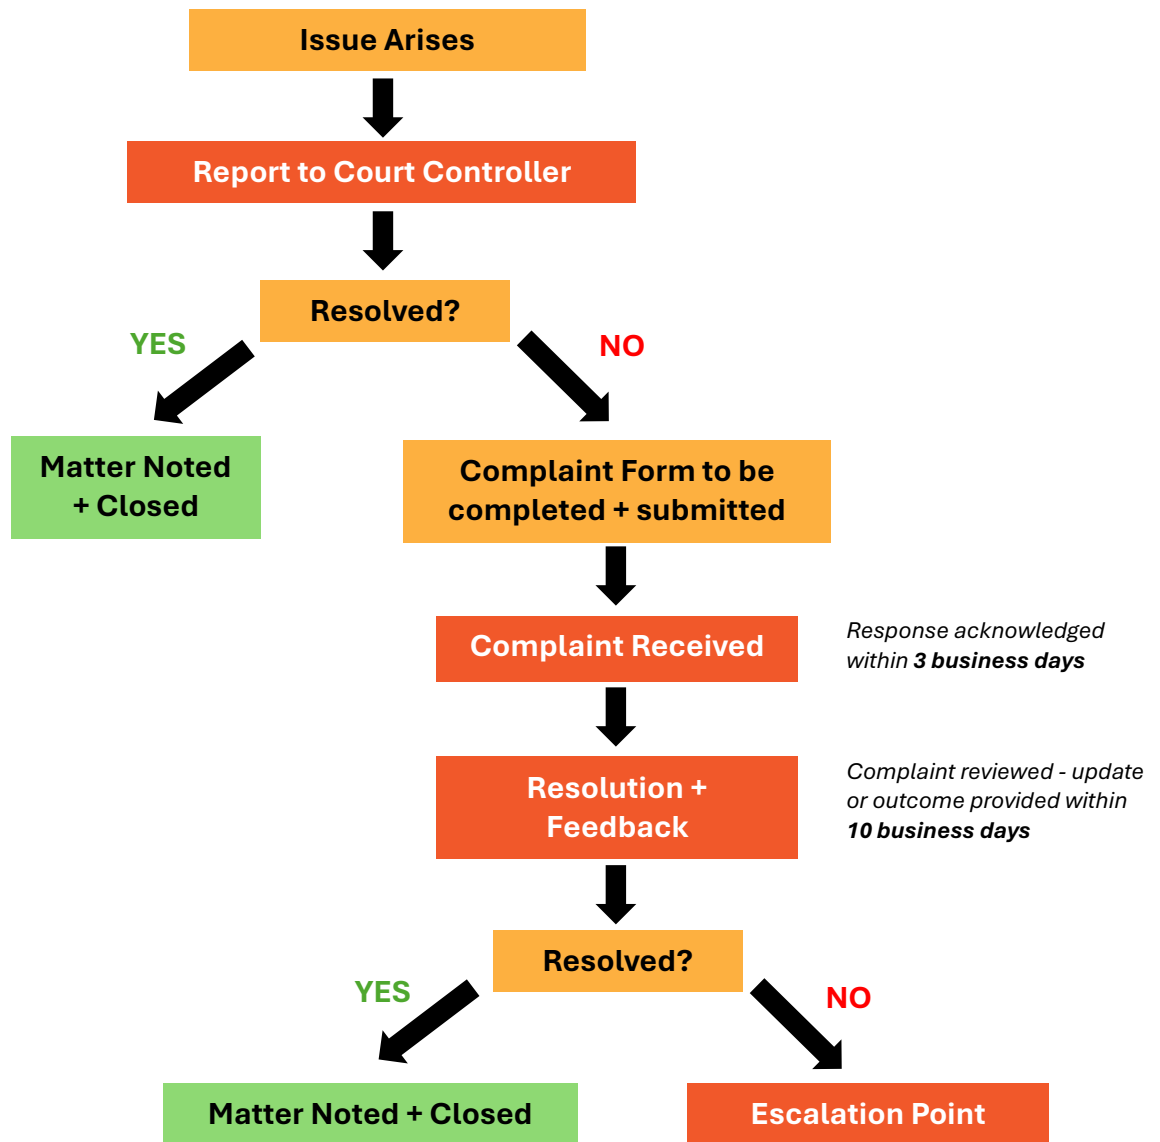 Issue Arises
Report to Court Controller
Resolved?
YES
NO
Matter Noted
+ Closed
Complaint Form to be
completed + submitted
Complaint Received
Response acknowledged
within 3 business days
Resolution +
Feedback
Complaint reviewed - update
or outcome provided within
10 business days
Resolved?
YES
NO
Matter Noted + Closed
Escalation Point